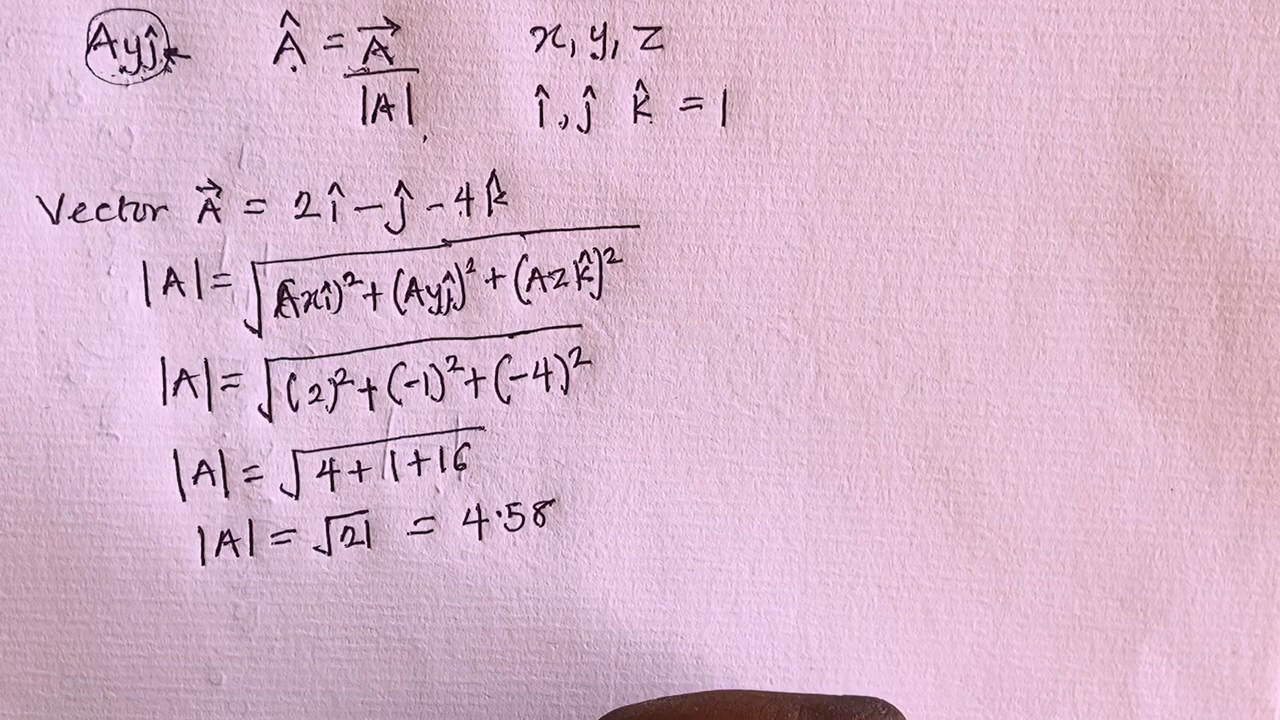 Ayĵ Â = A⃗/|A| x, y, z
î, ĵ k̂ = 1
Vector A⃗ = 2î - ĵ - 4k̂
|A| = √(Axî)² + (Ayĵ)² + (Azk̂)²
|A| = √(2)² + (-1)² + (-4)²
|A| = √4 + 1 + 16
|A| = √21 = 4.58